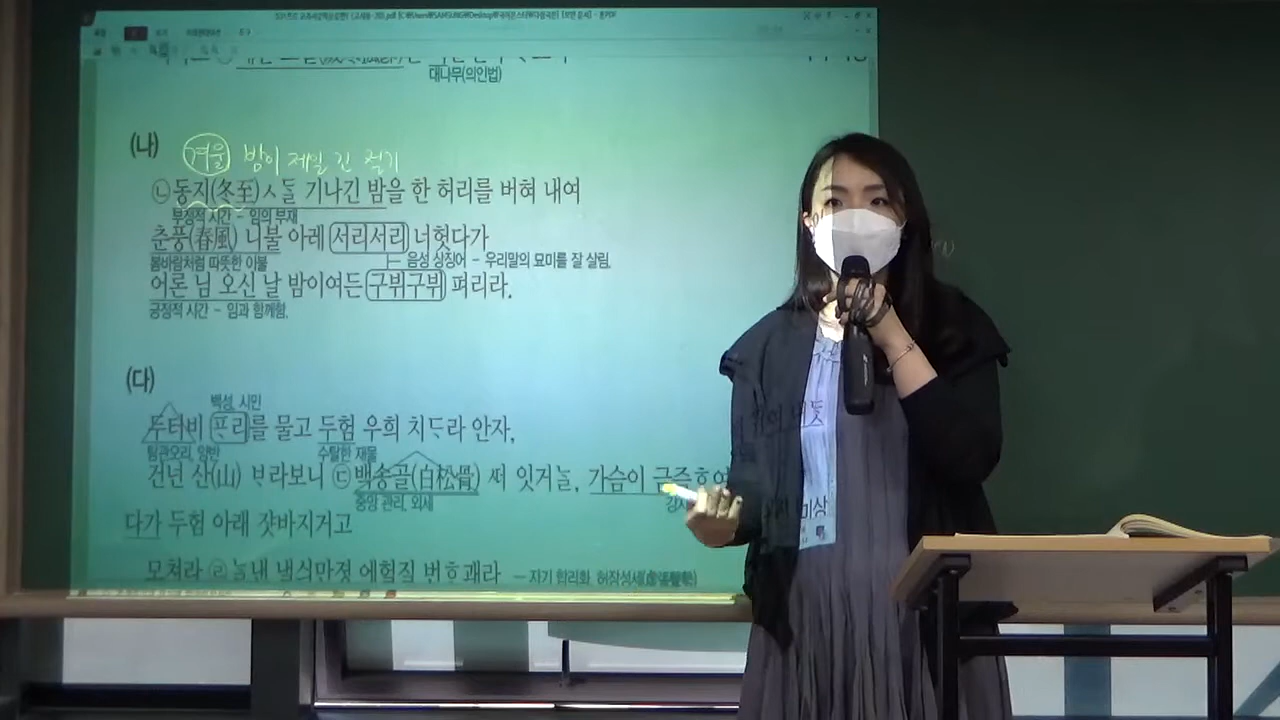 대나무(의인법)
(나)
겨울 밤이 제일 긴 절기
㉡동지(冬至)ㅅ돌 기나긴 밤을 한 허리를 버혀 내여
부정적 시간 - 임의 부재
춘풍(春風) 니불 아레 서리서리 너헛다가
봄바람처럼 따뜻한 이불
음성 상징어 - 우리말의 묘미를 잘 살림.
어론 님 오신 날 밤이여든 구뷔구뷔 펴리라.
긍정적 시간 - 임과 함께함.
(다)
백성, 시민
두터비 ᄑᆞ리를 물고 두험 우희 치ᄃᆞ라 안자,
탐관오리, 양반
수탈한 재물
건넌 산(山) ᄇᆞ라보니 ㉢백송골(白松骨)이 ᄯᅥ 잇거ᄂᆞᆯ, 가슴이 금즉ᄒᆞ여
중앙 관리, 외세
다가 두험 아래 쟛바지거고
모쳐라 ㉣ᄂᆞᆯ낸 낼싀만졍 에헐질 번ᄒᆞ괘라
- 자기 합리화, 허장성세(虛張聲勢)
미상